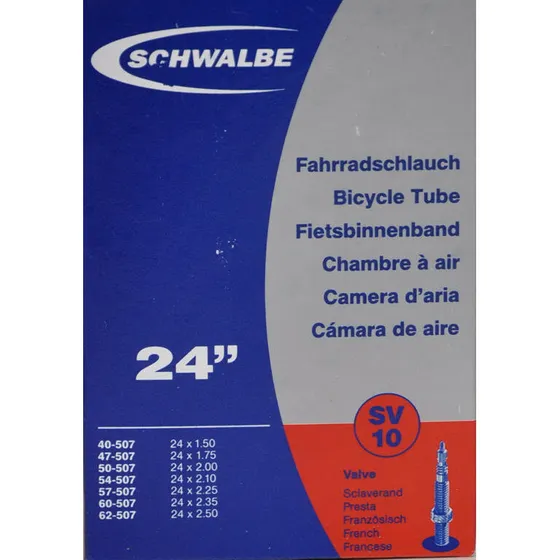 SCHWALBE
Fahrradschlauch
Bicycle Tube
Fietsbinnenband
Chambre à air
Camera d'aria
Cámara de aire
24”
40-507 24 x 1.50
47-507 24 x 1.75
50-507 24 x 2.00
54-507 24 x 2.10
57-507 24 x 2.25
60-507 24 x 2.35
62-507 24 x 2.50
SV
10
Valve
Sclaverand
Presta
Französisch
French
Francese